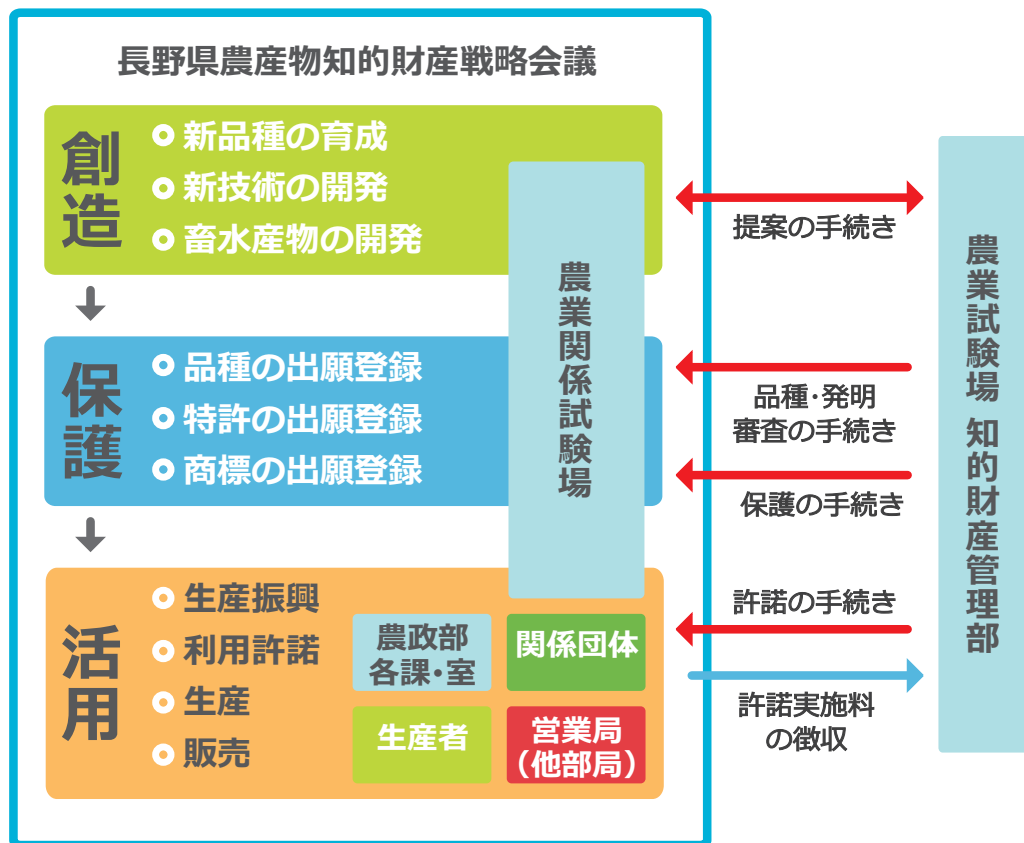 長野県農産物知的財産戦略会議
創造
新品種の育成
新技術の開発
畜水産物の開発
保護
品種の出願登録
特許の出願登録
商標の出願登録
農業関係試験場
活用
生産振興
利用許諾
生産
販売
農政部
各課・室
関係団体
生産者
営業局
（他部局）
提案の手続き
品種・発明
審査の手続き
保護の手続き
許諾の手続き
許諾実施料
の徴収
農業試験場 知的財産管理部